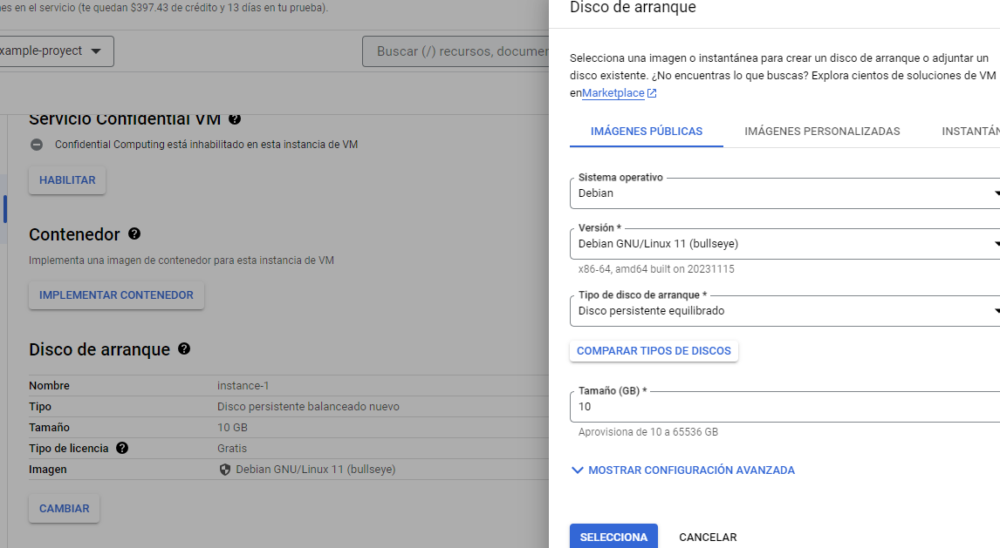 nes en el servicio (te quedan $397.43 de crédito y 13 días en tu prueba).
xample-proyect
Buscar (/) recursos, documen
Servicio Confidential VM
Confidential Computing está inhabilitado en esta instancia de VM
HABILITAR
Contenedor
Implementa una imagen de contenedor para esta instancia de VM
IMPLEMENTAR CONTENEDOR
Disco de arranque
Nombre instance-1
Tipo Disco persistente balanceado nuevo
Tamaño 10 GB
Tipo de licencia Gratis
Imagen Debian GNU/Linux 11 (bullseye)
CAMBIAR
Disco de arranque
Selecciona una imagen o instantánea para crear un disco de arranque o adjuntar un
disco existente. ¿No encuentras lo que buscas? Explora cientos de soluciones de VM
enMarketplace
IMÁGENES PÚBLICAS IMÁGENES PERSONALIZADAS INSTANTÁN
Sistema operativo
Debian
Versión *
Debian GNU/Linux 11 (bullseye)
x86-64, amd64 built on 20231115
Tipo de disco de arranque *
Disco persistente equilibrado
COMPARAR TIPOS DE DISCOS
Tamaño (GB) *
10
Aprovisiona de 10 a 65536 GB
MOSTRAR CONFIGURACIÓN AVANZADA
SELECCIONA CANCELAR